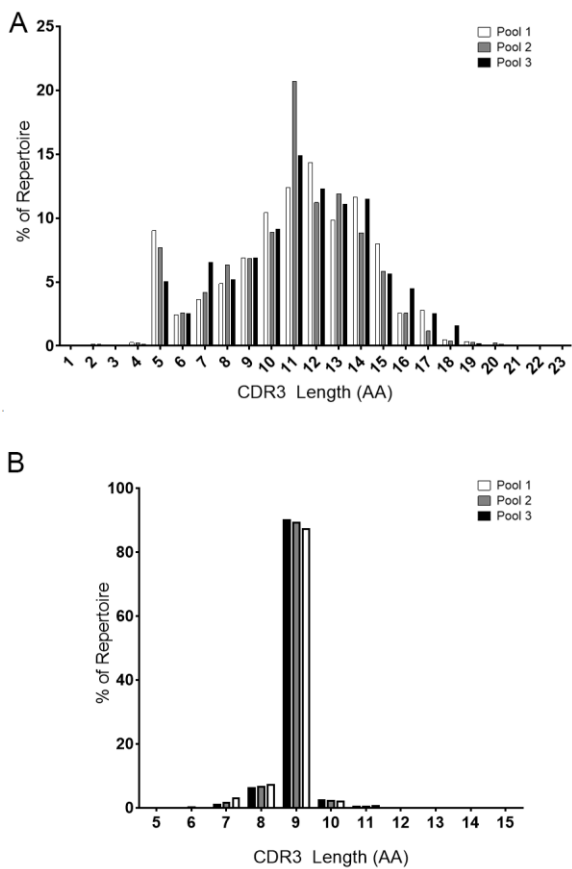 A
25
20
15
10
5
0
% of Repertoire
Pool 1
Pool 2
Pool 3
1 2 3 4 5 6 7 8 9 10 11 12 13 14 15 16 17 18 19 20 21 22 23
CDR3 Length (AA)
B
100
80
60
40
20
0
% of Repertoire
Pool 1
Pool 2
Pool 3
5 6 7 8 9 10 11 12 13 14 15
CDR3 Length (AA)